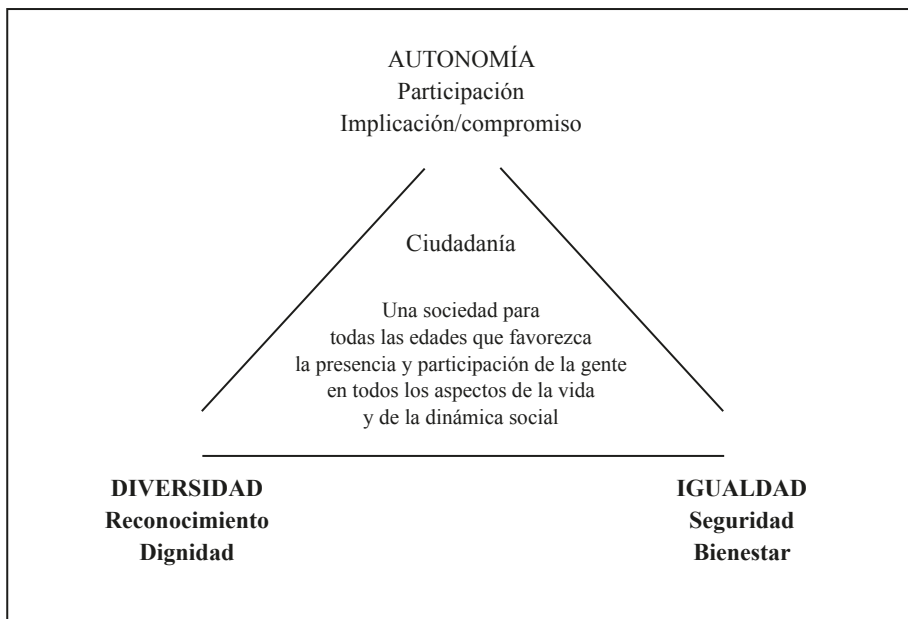 AUTONOMÍA
Participación
Implicación/compromiso
Ciudadanía
Una sociedad para
todas las edades que favorezca
la presencia y participación de la gente
en todos los aspectos de la vida
y de la dinámica social
DIVERSIDAD
Reconocimiento
Dignidad
IGUALDAD
Seguridad
Bienestar